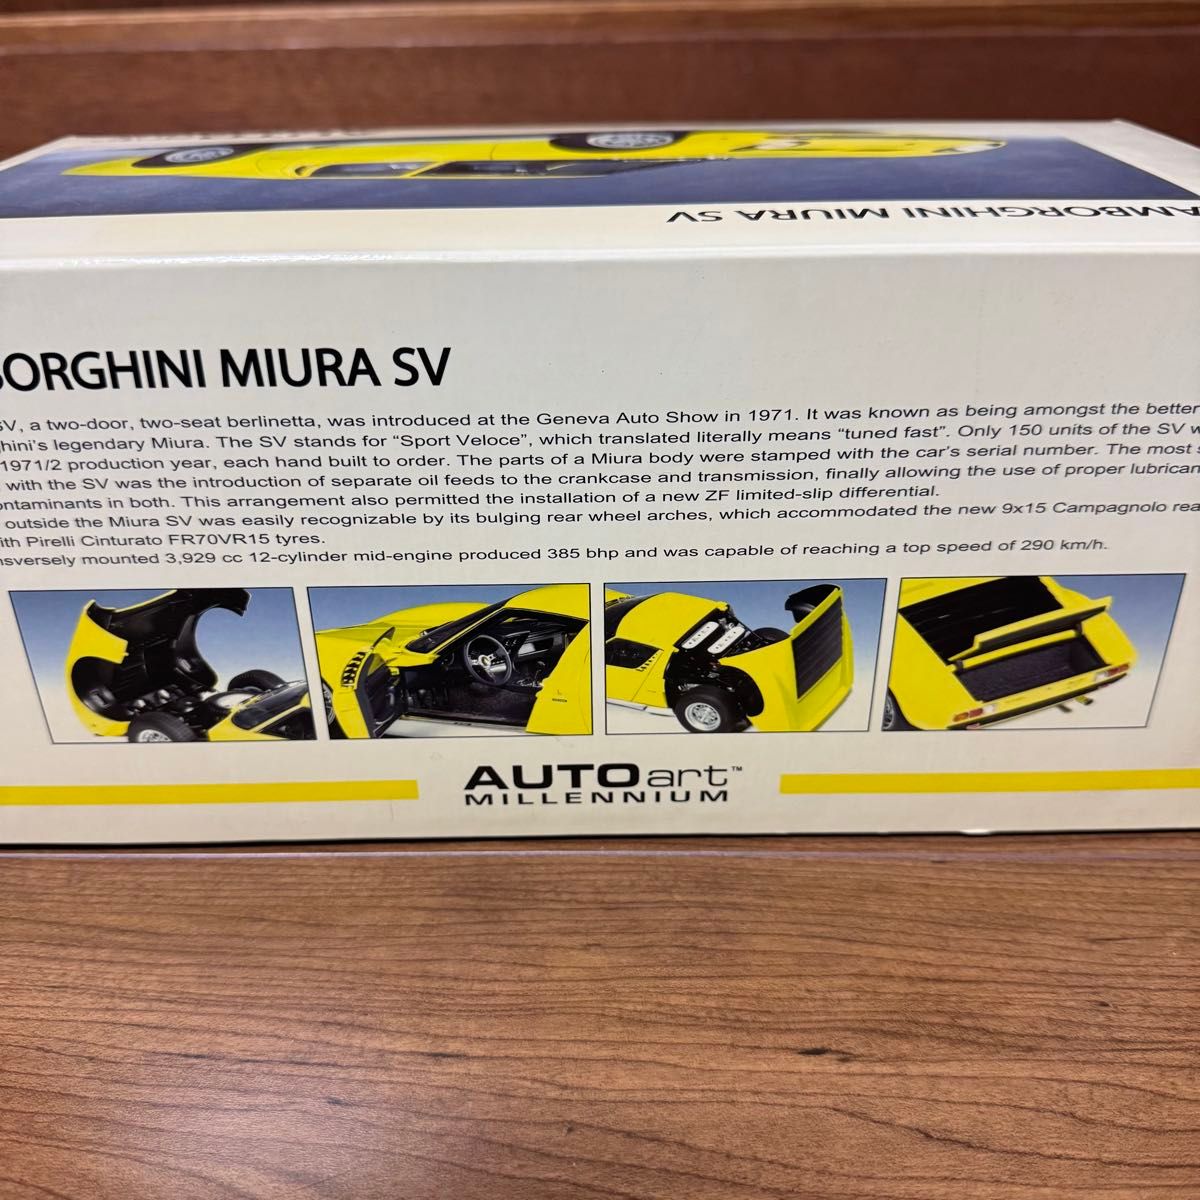 MIURA SV
ORGHINI MIURA SV
SV, a two-door, two-seat berlinetta, was introduced at the Geneva Auto Show in 1971. It was known as being amongst the better
hini's legendary Miura. The SV stands for “Sport Veloce”, which translated literally means “tuned fast”. Only 150 units of the SV w
1971/2 production year, each hand built to order. The parts of a Miura body were stamped with the car's serial number. The most s
with the SV was the introduction of separate oil feeds to the crankcase and transmission, finally allowing the use of proper lubrican
ontaminants in both. This arrangement also permitted the installation of a new ZF limited-slip differential.
outside the Miura SV was easily recognizable by its bulging rear wheel arches, which accommodated the new 9x15 Campagnolo rea
ith Pirelli Cinturato FR70VR15 tyres.
nsversely mounted 3,929 cc 12-cylinder mid-engine produced 385 bhp and was capable of reaching a top speed of 290 km/h.
AUTOart™
MILLENNIUM